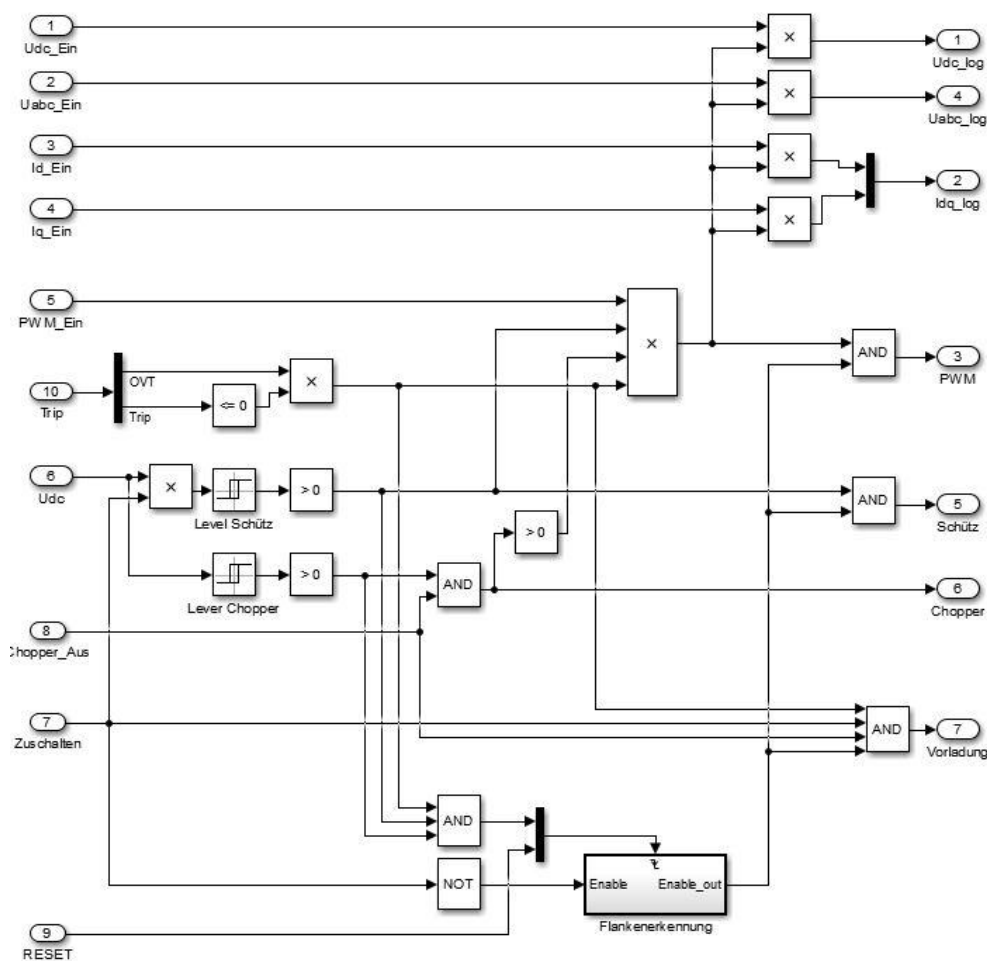 1
Udc_Ein
×
1
Udc_log
2
Uabc_Ein
×
4
Uabc_log
3
Id_Ein
×
2
Idq_log
4
Iq_Ein
×
5
PWM_Ein
×
AND
3
PWM
10
Trip
OVT
Trip
<= 0
×
6
Udc
×
Level Schütz
> 0
AND
5
Schütz
> 0
Lever Chopper
> 0
AND
6
Chopper
8
Chopper_Aus
7
Zuschalten
AND
7
Vorladung
AND
NOT
Enable
Enable_out
Flankenerkennung
9
RESET